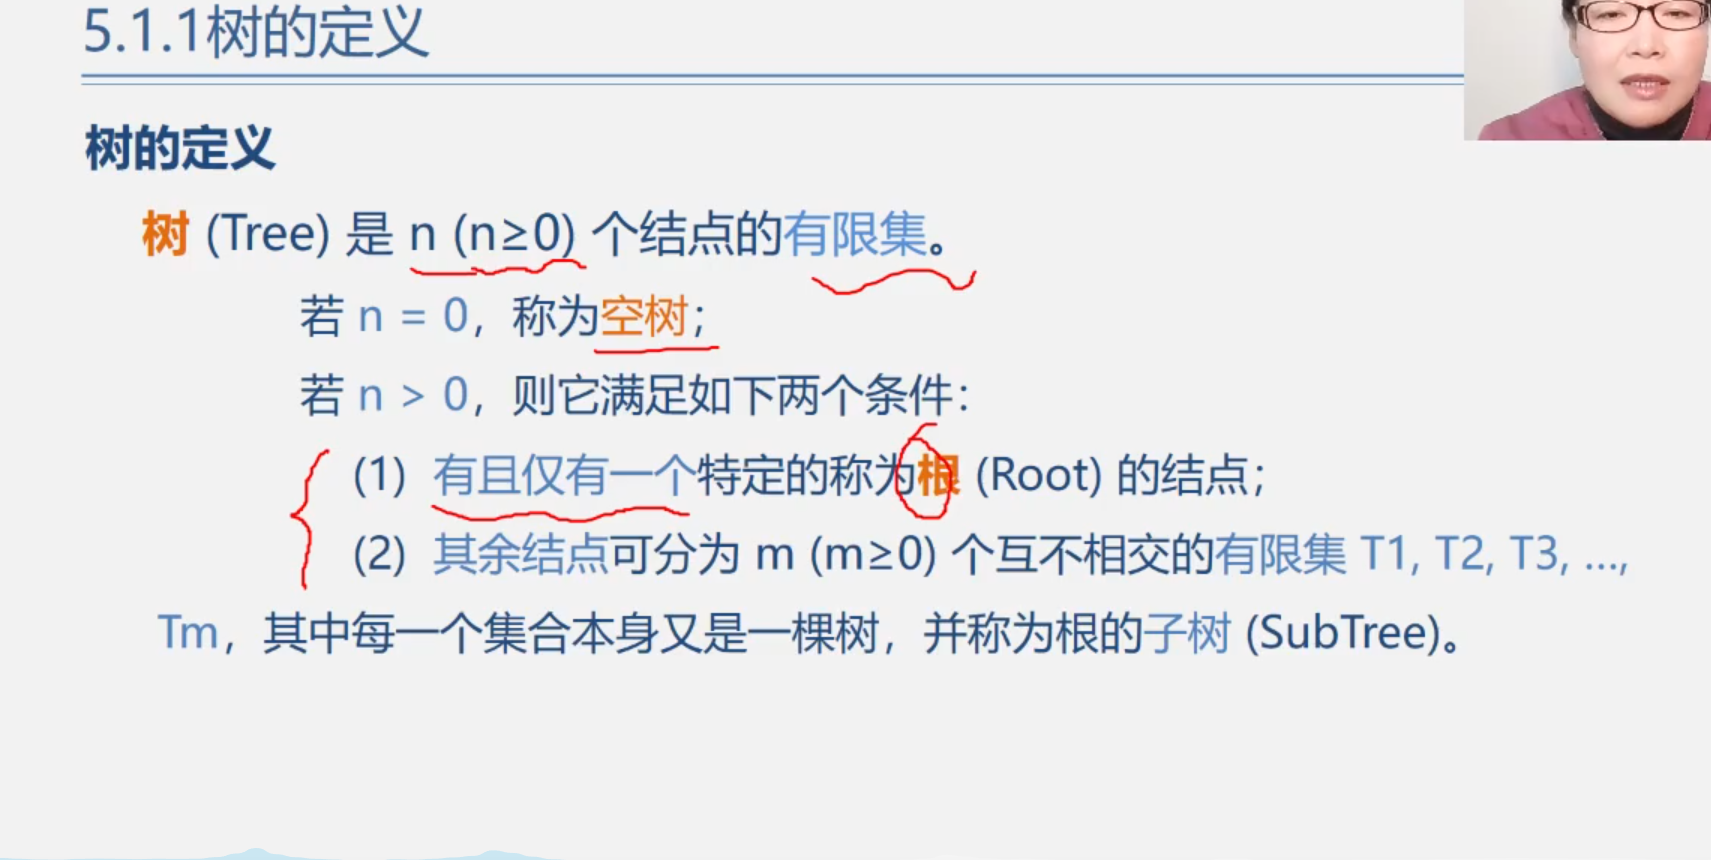 5.1.1树的定义
树的定义
树 (Tree) 是 n (n≥0) 个结点的有限集。
若 n = 0，称为空树；
若 n > 0，则它满足如下两个条件：
(1) 有且仅有一个特定的称为根 (Root) 的结点；
(2) 其余结点可分为 m (m≥0) 个互不相交的有限集 T1, T2, T3, …,
Tm，其中每一个集合本身又是一棵树，并称为根的子树 (SubTree)。